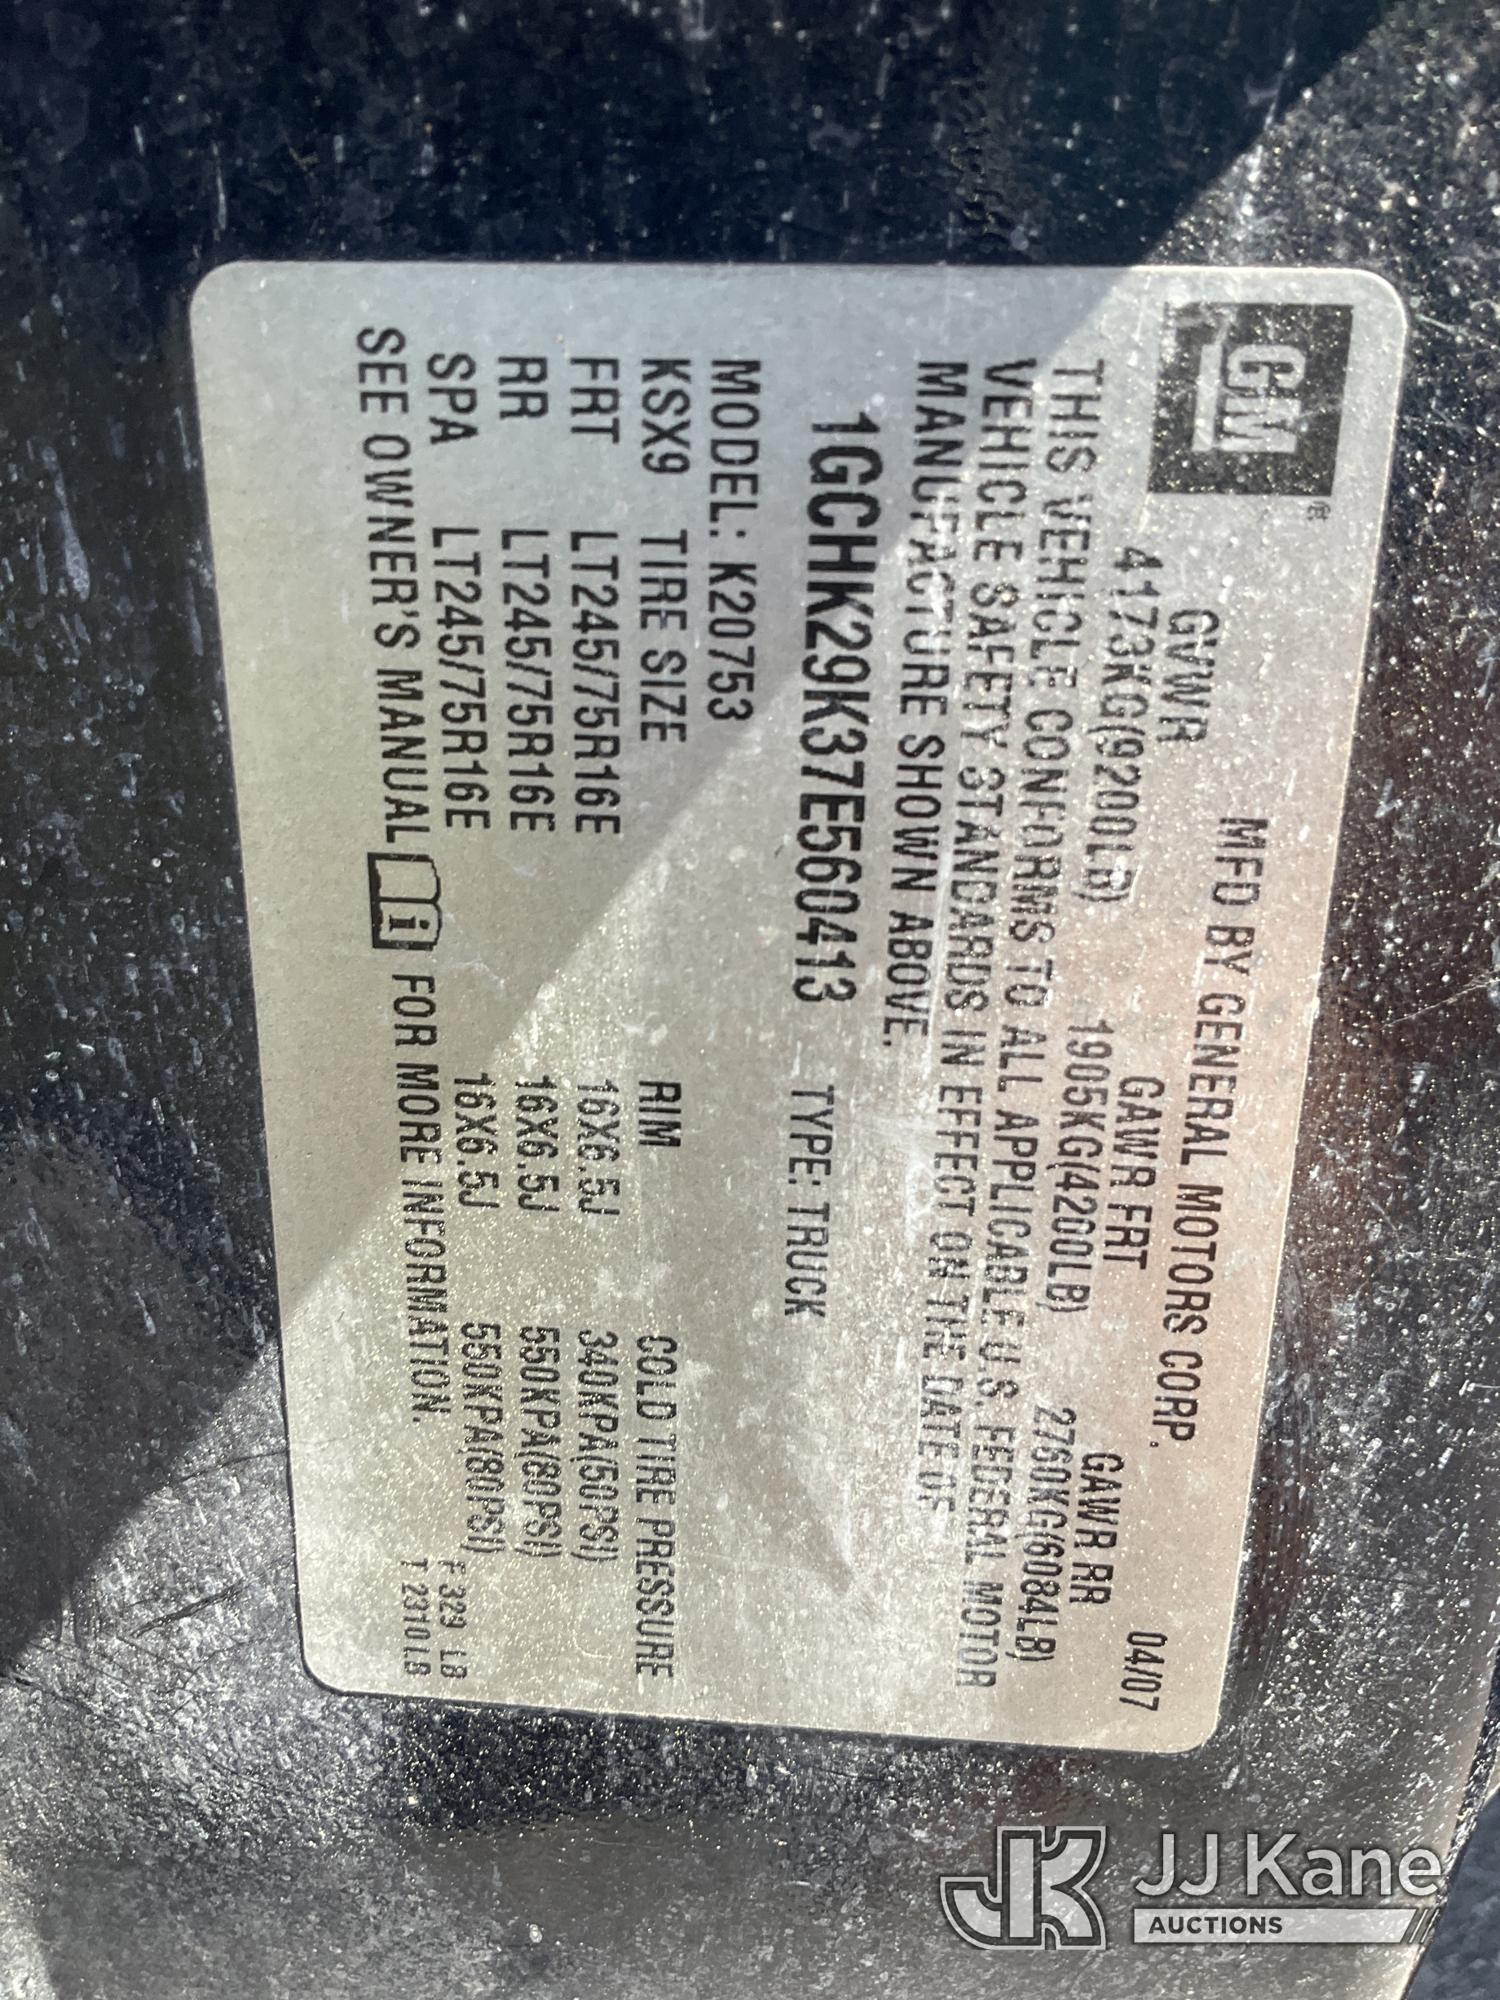 GM
MFD BY GENERAL MOTORS CORP. 04/07
GVWR GAWR FRT GAWR RR
4173KG(9200LB) 1905KG(4200LB) 2760KG(6084LB)
THIS VEHICLE CONFORMS TO ALL APPLICABLE U.S. FEDERAL MOTOR
VEHICLE SAFETY STANDARDS IN EFFECT ON THE DATE OF
MANUFACTURE SHOWN ABOVE.
1GCHK29K37E560413 TYPE: TRUCK
MODEL: K20753
KSX9 TIRE SIZE RIM COLD TIRE PRESSURE
FRT LT245/75R16E 16X6.5J 340KPA(50PSI)
RR LT245/75R16E 16X6.5J 550KPA(80PSI)
SPA LT245/75R16E 16X6.5J 550KPA(80PSI)
SEE OWNER'S MANUAL i FOR MORE INFORMATION.
F 329 LB
T 2310LB
JK JJ Kane
AUCTIONS